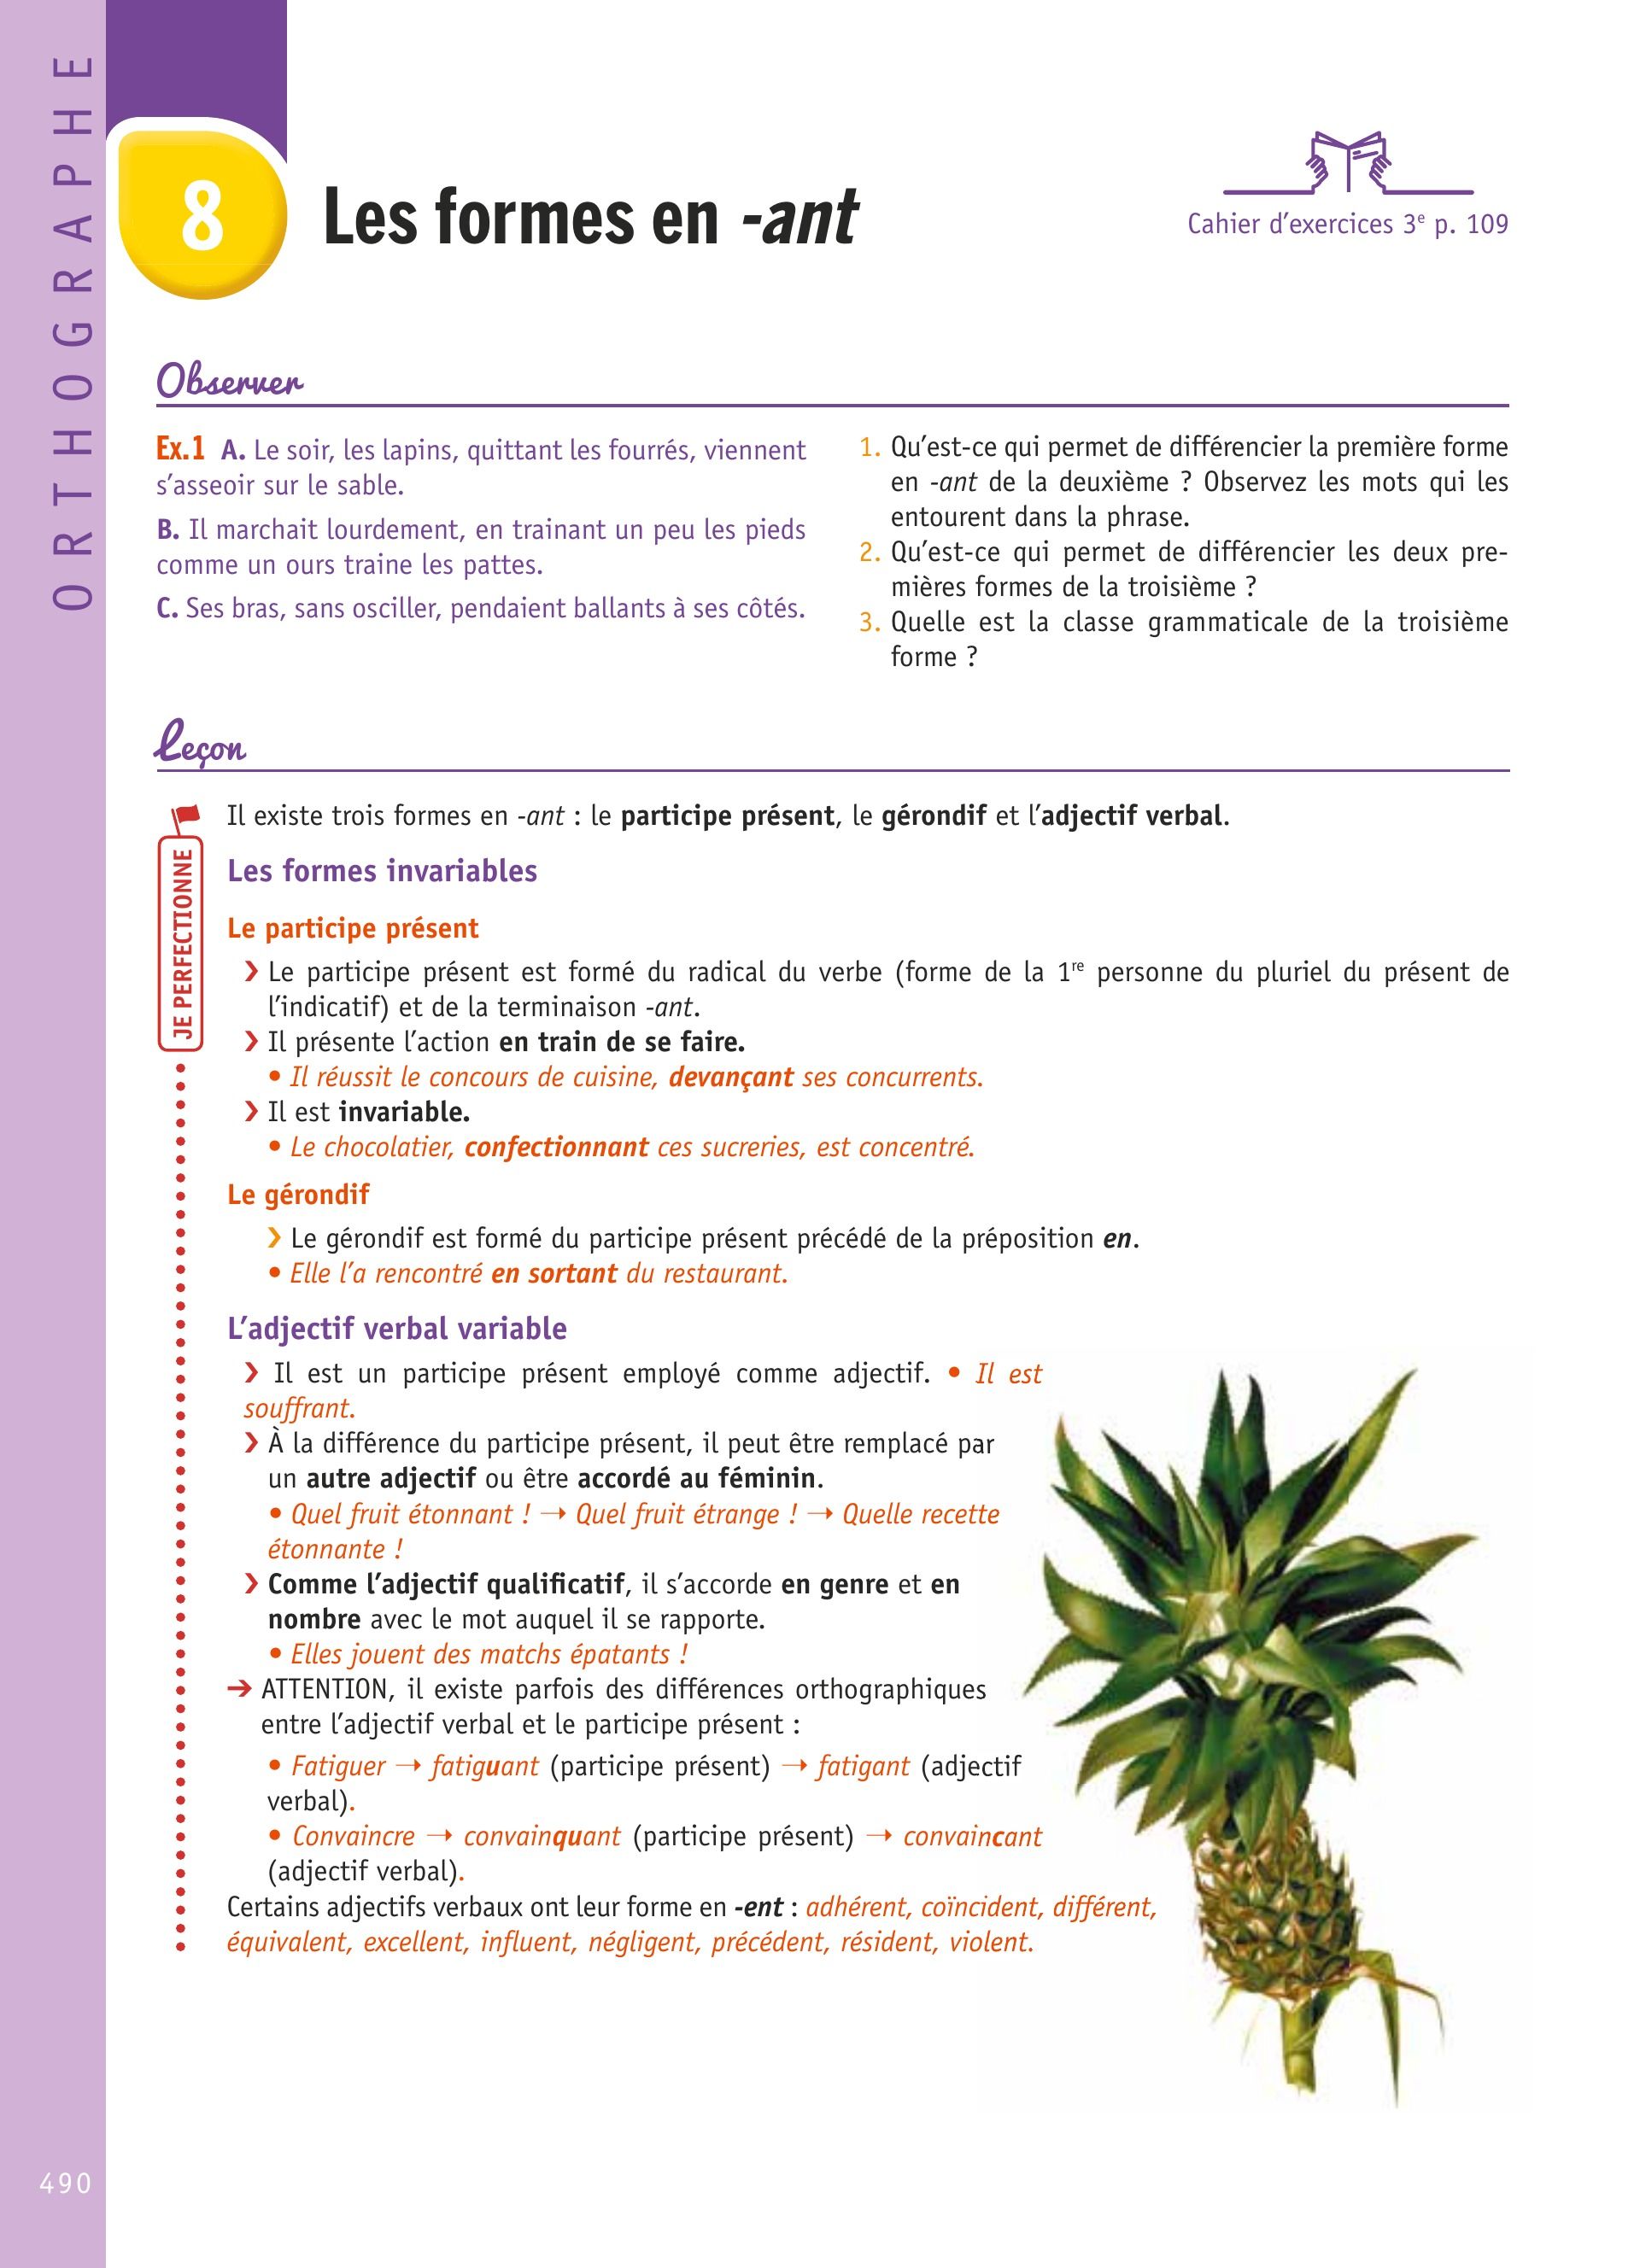 ORTHOGRAPHE
8
Les formes en -ant
Cahier d'exercices 3e p. 109
Observer
Ex.1 A. Le soir, les lapins, quittant les fourrés, viennent
s'asseoir sur le sable.
B. Il marchait lourdement, en trainant un peu les pieds
comme un ours traine les pattes.
C. Ses bras, sans osciller, pendaient ballants à ses côtés.
1. Qu'est-ce qui permet de différencier la première forme
en -ant de la deuxième ? Observez les mots qui les
entourent dans la phrase.
2. Qu'est-ce qui permet de différencier les deux pre-
mières formes de la troisième ?
3. Quelle est la classe grammaticale de la troisième
forme ?
Leçon
JE PERFECTIONNE
Il existe trois formes en -ant : le participe présent, le gérondif et l'adjectif verbal.
Les formes invariables
Le participe présent
› Le participe présent est formé du radical du verbe (forme de la 1re personne du pluriel du présent de
l'indicatif) et de la terminaison -ant.
› Il présente l'action en train de se faire.
• Il réussit le concours de cuisine, devançant ses concurrents.
› Il est invariable.
• Le chocolatier, confectionnant ces sucreries, est concentré.
Le gérondif
› Le gérondif est formé du participe présent précédé de la préposition en.
• Elle l'a rencontré en sortant du restaurant.
L'adjectif verbal variable
› Il est un participe présent employé comme adjectif. • Il est
souffrant.
› À la différence du participe présent, il peut être remplacé par
un autre adjectif ou être accordé au féminin.
• Quel fruit étonnant ! → Quel fruit étrange ! → Quelle recette
étonnante !
› Comme l'adjectif qualificatif, il s'accorde en genre et en
nombre avec le mot auquel il se rapporte.
• Elles jouent des matchs épatants !
→ ATTENTION, il existe parfois des différences orthographiques
entre l'adjectif verbal et le participe présent :
• Fatiguer → fatiguant (participe présent) → fatigant (adjectif
verbal).
• Convaincre → convainquant (participe présent) → convaincant
(adjectif verbal).
Certains adjectifs verbaux ont leur forme en -ent : adhérent, coïncident, différent,
équivalent, excellent, influent, négligent, précédent, résident, violent.
490